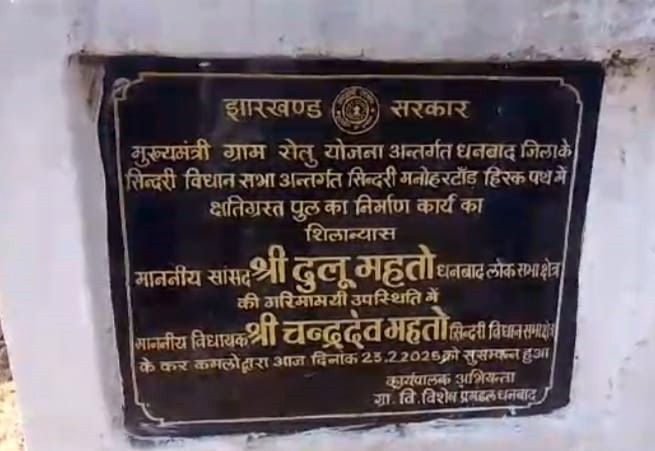 झारखण्ड सरकार
मुख्यमंत्री ग्राम सेतु योजना अन्तर्गत धनबाद जिला के
सिन्दरी विधान सभा अन्तर्गत सिन्दरी मनोहरटाँड़ हिरक पथ में
क्षतिग्रस्त पुल का निर्माण कार्य का
शिलान्यास
माननीय सांसद श्री दुलू महतो धनबाद लोक सभा क्षेत्र
की गरिमामयी उपस्थिति में
माननीय विधायक श्री चन्द्रदेव महतो सिन्दरी विधान सभा क्षेत्र
के कर कमलो द्वारा आज दिनांक 23.2.2025 को सुसम्पन्न हुआ
कार्यपालक अभियन्ता
ग्रा. वि. विशेष प्रमंडल धनबाद